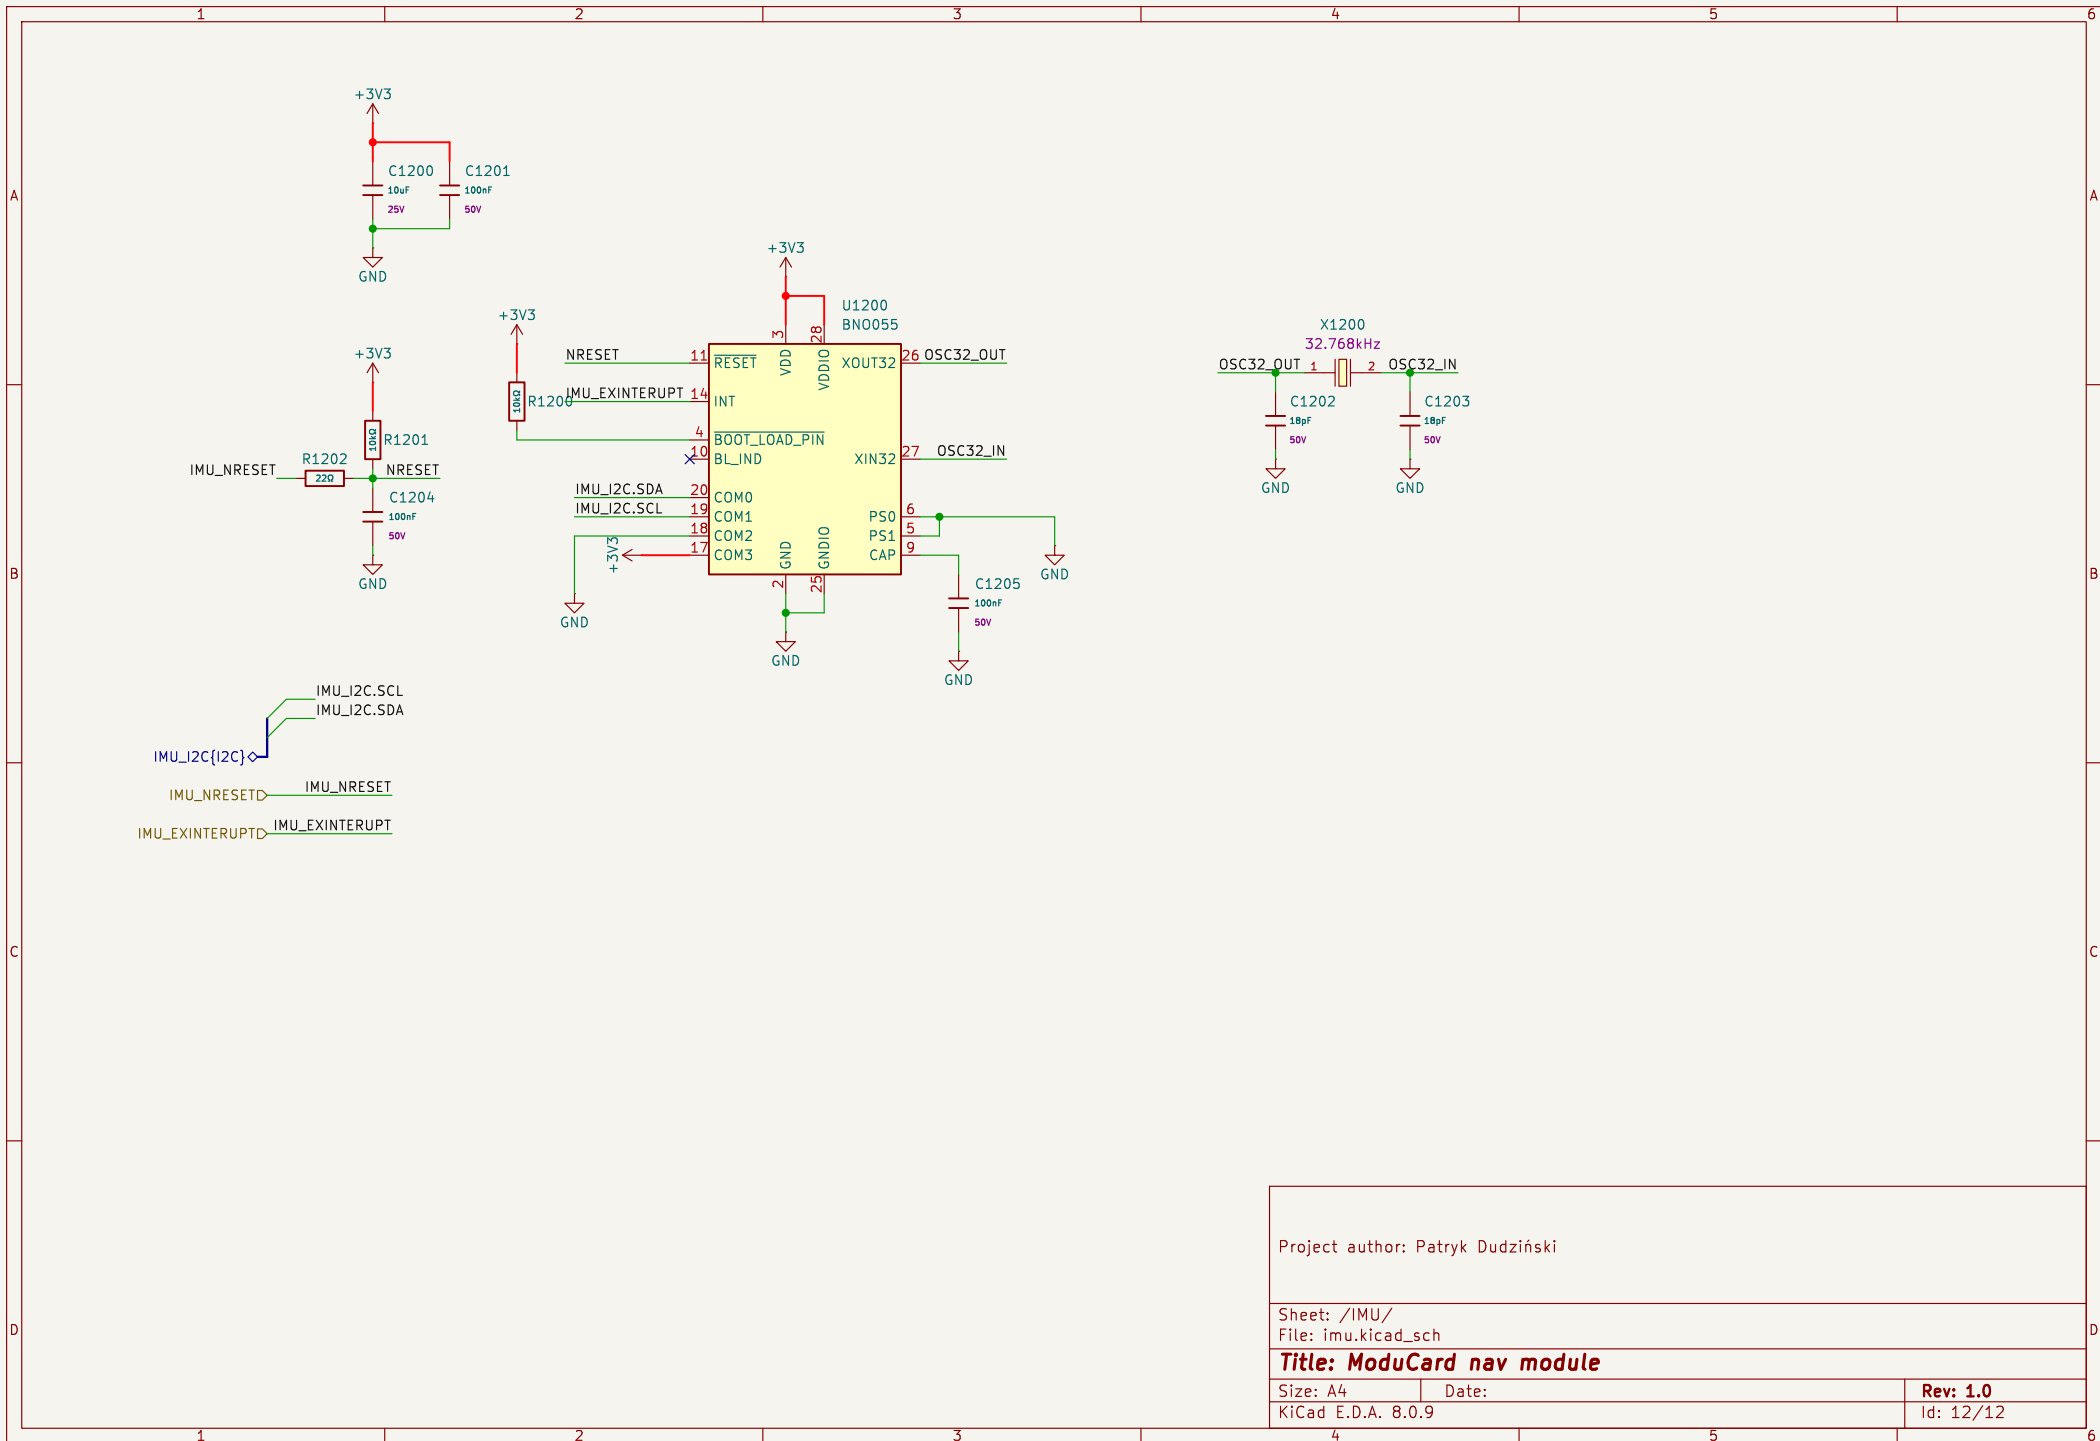 1 2 3 4 5 6
A A
B B
C C
D D
+3V3
C1200
10uF
25V
C1201
100nF
50V
GND
+3V3
R1201
10kΩ
R1202
22Ω
IMU_NRESET
NRESET
C1204
100nF
50V
GND
+3V3
R1200
10kΩ
+3V3
U1200
BNO055
NRESET
11
RESET
IMU_EXINTERUPT
14
INT
4
BOOT_LOAD_PIN
10
BL_IND
IMU_I2C.SDA
20
COM0
IMU_I2C.SCL
19
COM1
18
COM2
+3V3
17
COM3
GND
3
VDD
28
VDDIO
2
GND
25
GNDIO
GND
XOUT32
26
OSC32_OUT
XIN32
27
OSC32_IN
PS0
6
PS1
5
CAP
9
GND
C1205
100nF
50V
GND
X1200
32.768kHz
OSC32_OUT
1
2
OSC32_IN
C1202
18pF
50V
GND
C1203
18pF
50V
GND
IMU_I2C.SCL
IMU_I2C.SDA
IMU_I2C{I2C}
IMU_NRESET
IMU_NRESET
IMU_EXINTERUPT
IMU_EXINTERUPT
Project author: Patryk Dudziński
Sheet: /IMU/
File: imu.kicad_sch
Title: ModuCard nav module
Size: A4 Date: Rev: 1.0
KiCad E.D.A. 8.0.9 Id: 12/12
1 2 3 4 5 6